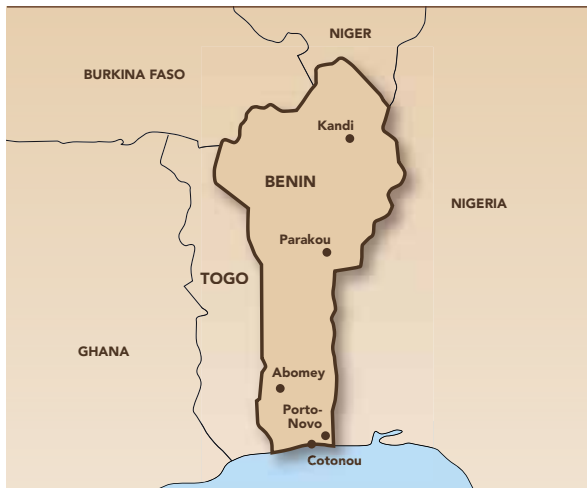 NIGER
BURKINA FASO
Kandi
BENIN
NIGERIA
Parakou
TOGO
GHANA
Abomey
Porto-
Novo
Cotonou